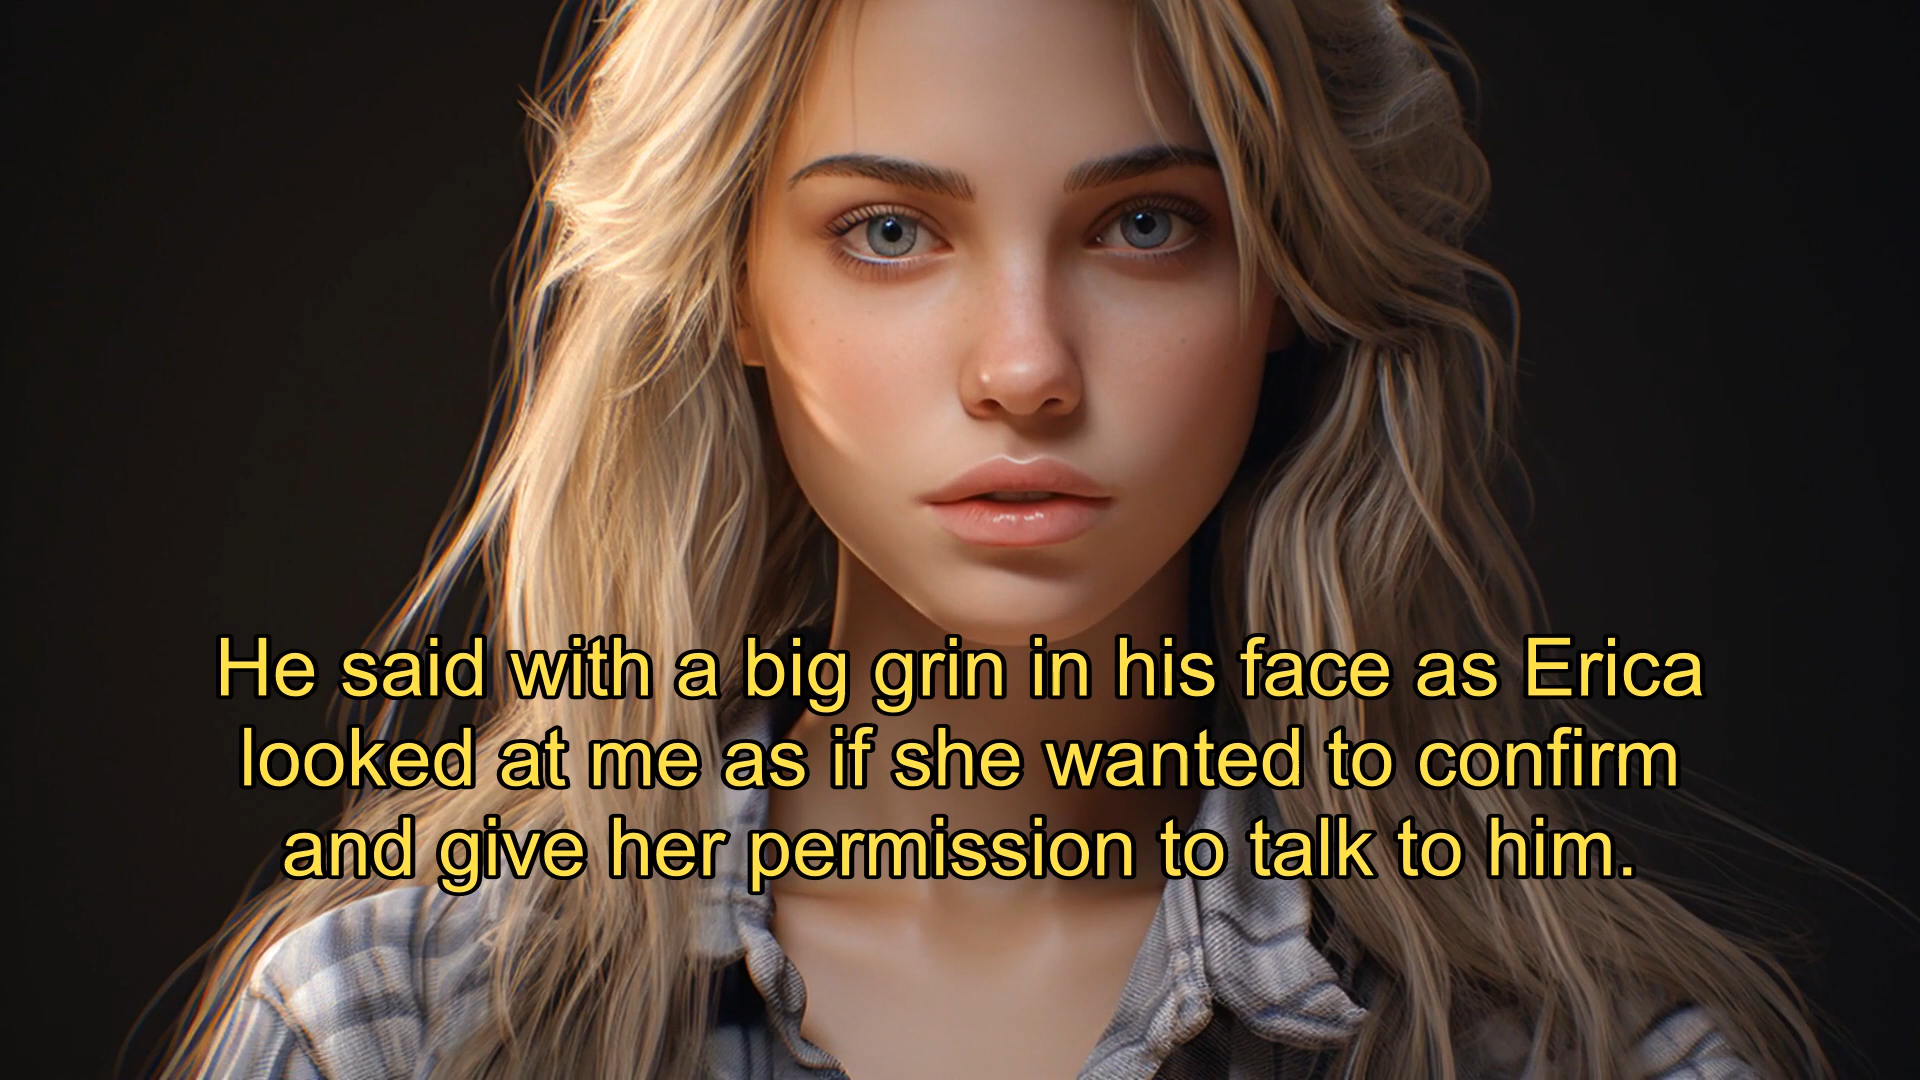 He said with a big grin in his face as Erica
looked at me as if she wanted to confirm
and give her permission to talk to him.